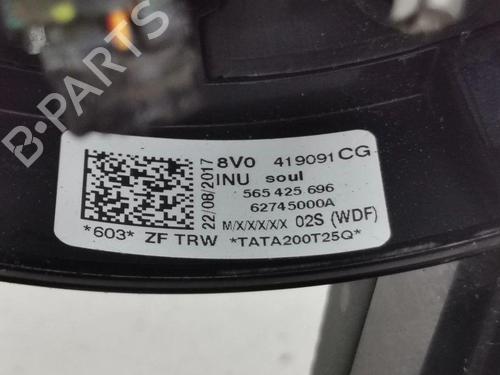 B-PARTS
22/08/2017
8V0 419091 CG
INU soul
565 425 696
62745000A
M/X/X/X/X 02S (WDF)
*603* ZF TRW *TATA200T25Q*